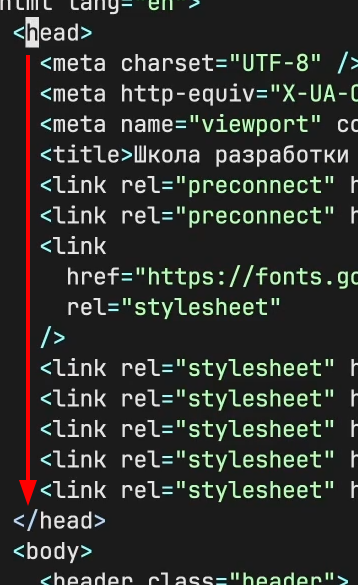 html lang="en">
<head>
<meta charset="UTF-8" />
<meta http-equiv="X-UA-C
<meta name="viewport" co
<title>Школа разработки
<link rel="preconnect" h
<link rel="preconnect" h
<link
href="https://fonts.go
rel="stylesheet"
/>
<link rel="stylesheet" h
<link rel="stylesheet" h
<link rel="stylesheet" h
<link rel="stylesheet" h
<link rel="stylesheet" h
</head>
<body>
<header class="header">